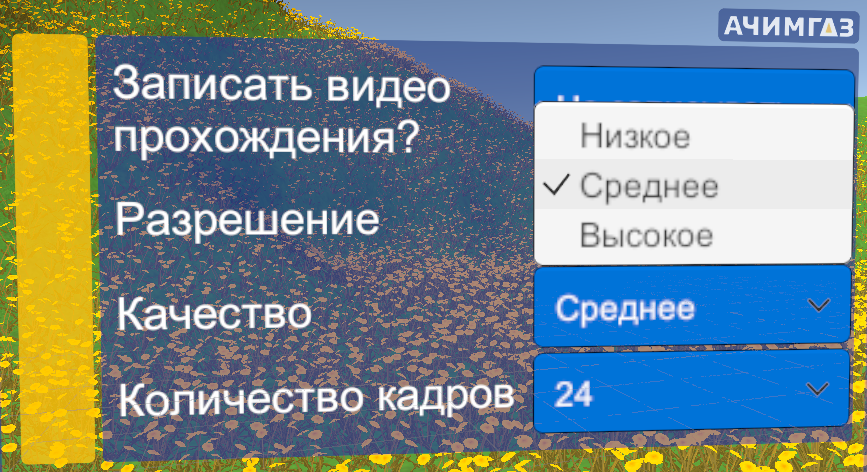 АЧИМГАЗ
Записать видео
прохождения?
Низкое
Среднее
Разрешение
Высокое
Качество
Среднее
Количество кадров
24